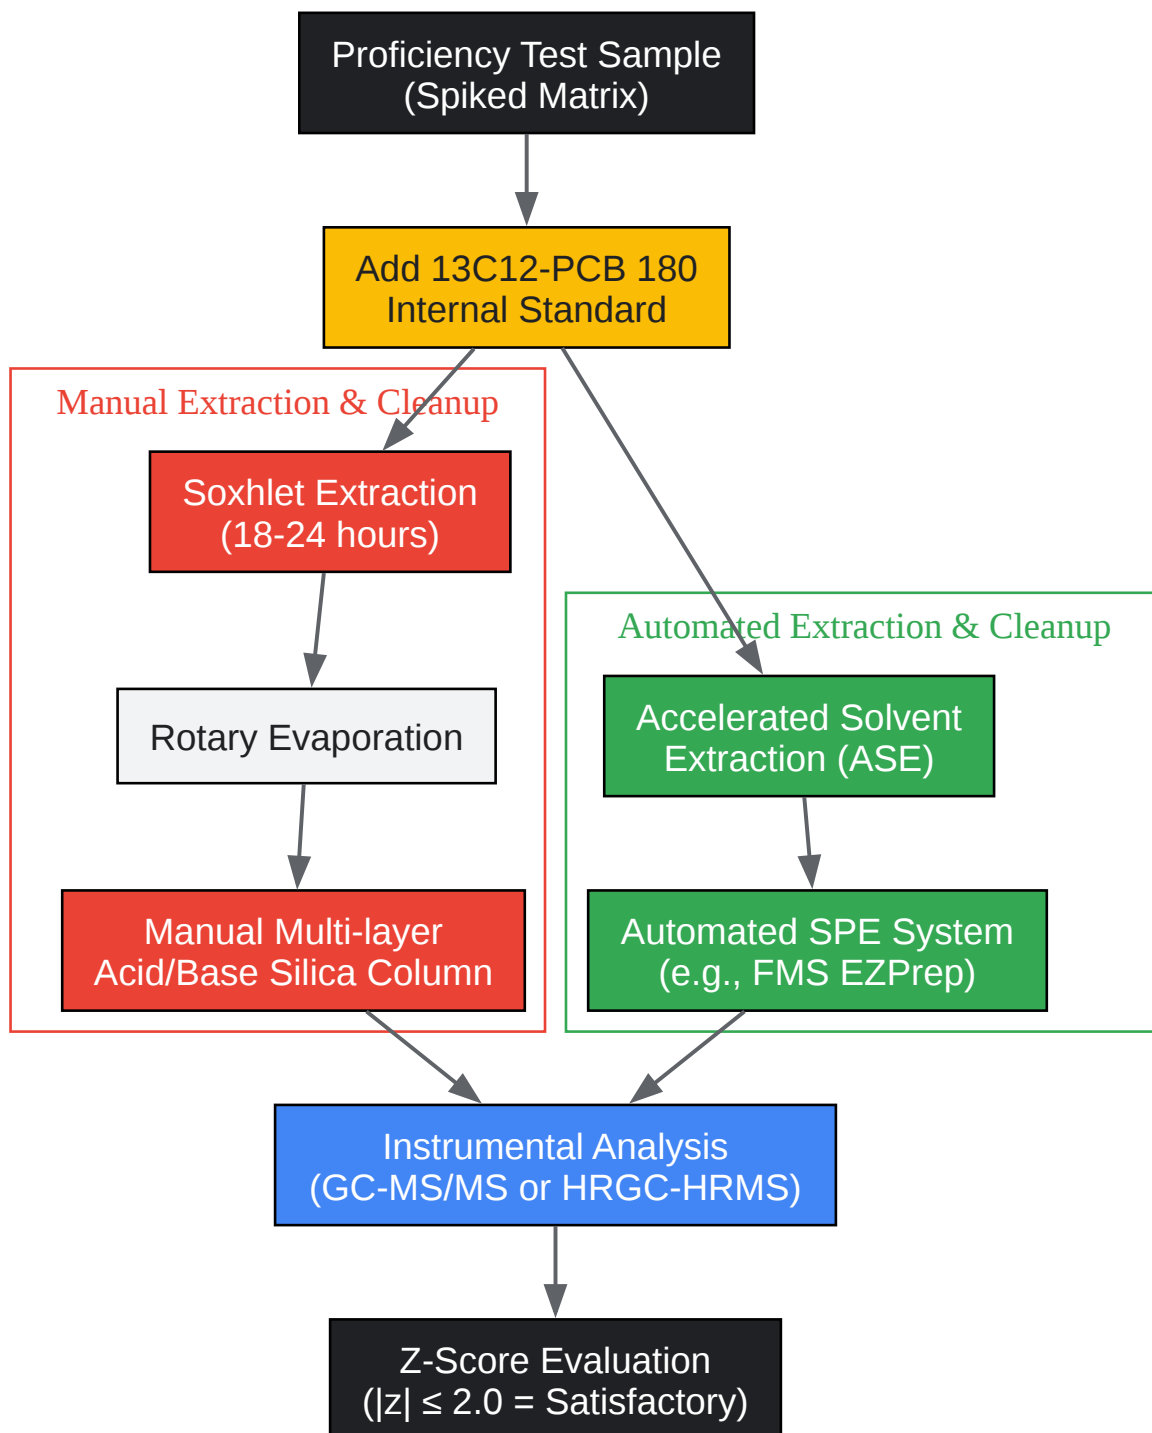 Proficiency Test Sample
(Spiked Matrix)
Add 13C12-PCB 180
Internal Standard
Manual Extraction & Cleanup
Soxhlet Extraction
(18-24 hours)
Rotary Evaporation
Manual Multi-layer
Acid/Base Silica Column
Automated Extraction & Cleanup
Accelerated Solvent
Extraction (ASE)
Automated SPE System
(e.g., FMS EZPrep)
Instrumental Analysis
(GC-MS/MS or HRGC-HRMS)
Z-Score Evaluation
(|z| ≤ 2.0 = Satisfactory)